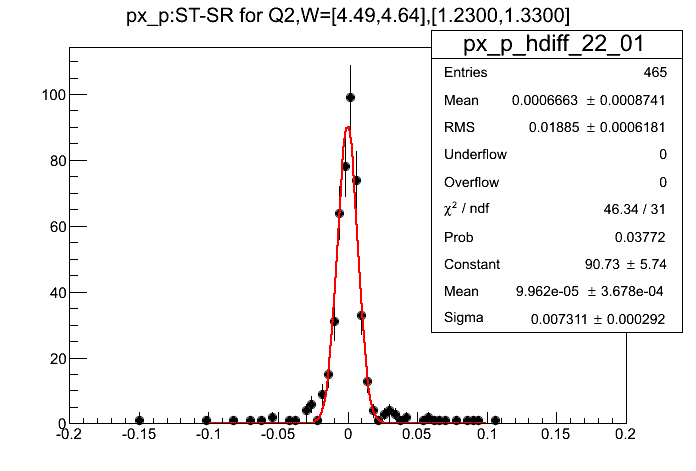 px_p:ST-SR for Q2,W=[4.49,4.64],[1.2300,1.3300]
px_p_hdiff_22_01
Entries 465
Mean 0.0006663 ± 0.0008741
RMS 0.01885 ± 0.0006181
Underflow 0
Overflow 0
χ² / ndf 46.34 / 31
Prob 0.03772
Constant 90.73 ± 5.74
Mean 9.962e-05 ± 3.678e-04
Sigma 0.007311 ± 0.000292
100
80
60
40
20
0
-0.2 -0.15 -0.1 -0.05 0 0.05 0.1 0.15 0.2